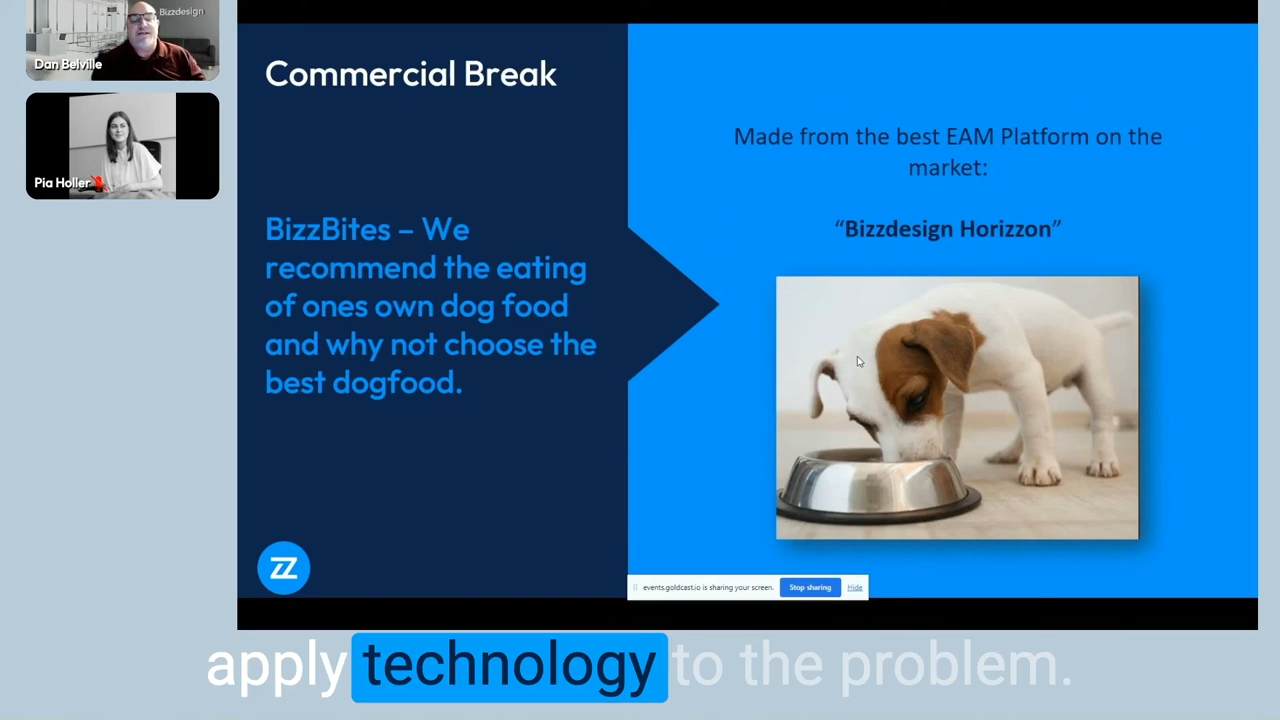 Bizzdesign
Dan Belville
Pia Holler
Commercial Break
BizzBites – We
recommend the eating
of ones own dog food
and why not choose the
best dogfood.
Made from the best EAM Platform on the
market:
“Bizzdesign Horizzon”
ZZ
events.goldcast.io is sharing your screen. Stop sharing Hide
apply technology to the problem.